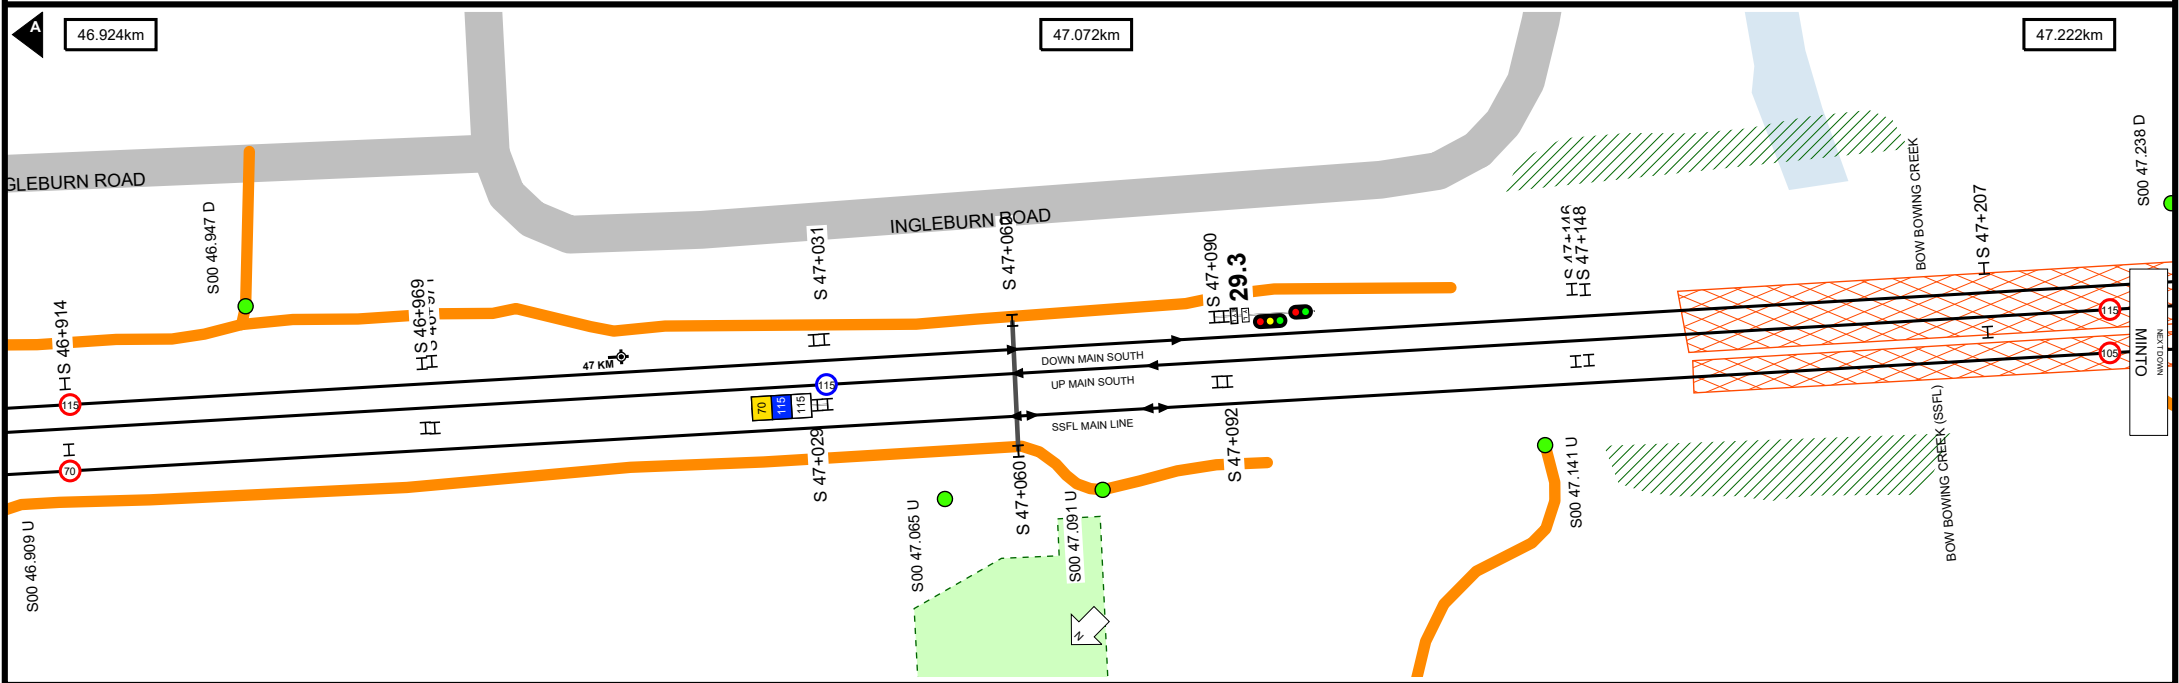 A
46.924km
47.072km
47.222km
GLEBURN ROAD
INGLEBURN ROAD
S00 46.947 D
S 46+914
S 46+969
S 47+031
S 47+060
S 47+090
29.3
S 47+148
BOW BOWING CREEK
S 47+207
S00 47.238 D
47 KM
DOWN MAIN SOUTH
UP MAIN SOUTH
SSFL MAIN LINE
115
70
115
70
115
115
115
105
NEXT DOWN
MINTO
S00 46.909 U
S 47+029
S00 47.065 U
S 47+060
S00 47.091 U
S 47+092
S00 47.141 U
BOW BOWING CREEK (SSFL)
N